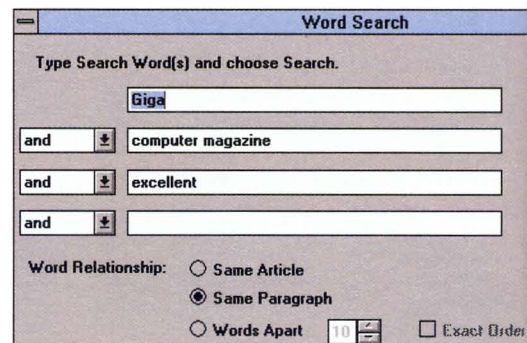 Word Search
Type Search Word(s) and choose Search.
Giga
and computer magazine
and excellent
and
Word Relationship: Same Article
Same Paragraph
Words Apart 10 Exact Order